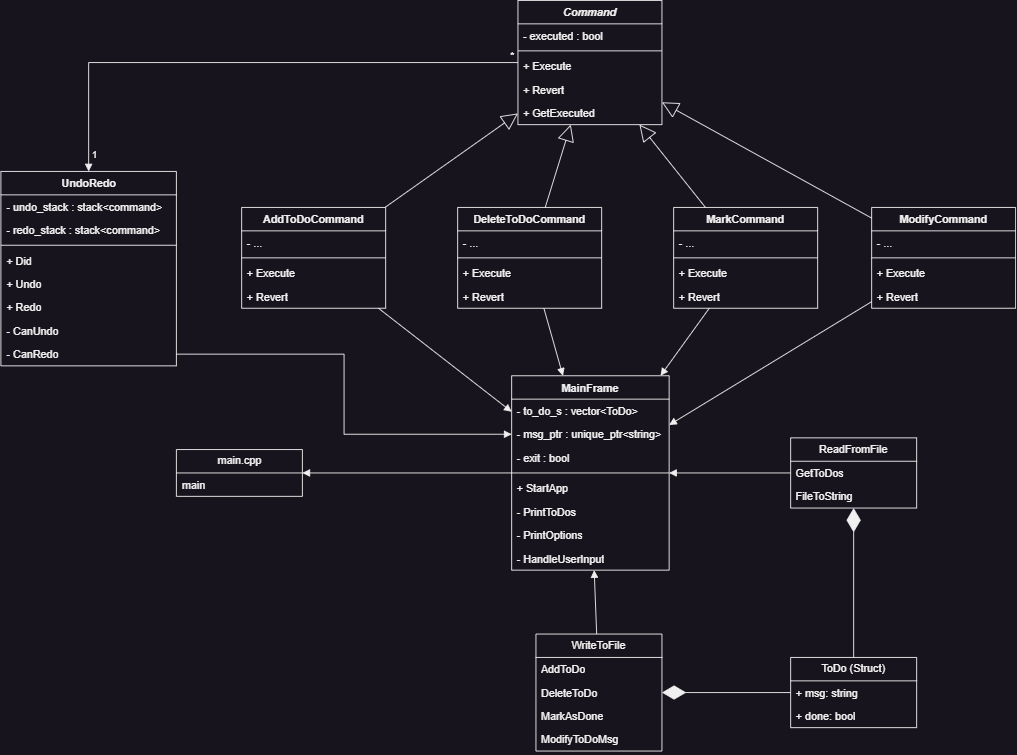 Command
- executed : bool
+ Execute
+ Revert
+ GetExecuted
*
1
UndoRedo
- undo_stack : stack<command>
- redo_stack : stack<command>
+ Did
+ Undo
+ Redo
- CanUndo
- CanRedo
AddToDoCommand
- ...
+ Execute
+ Revert
DeleteToDoCommand
- ...
+ Execute
+ Revert
MarkCommand
- ...
+ Execute
+ Revert
ModifyCommand
- ...
+ Execute
+ Revert
MainFrame
- to_do_s : vector<ToDo>
- msg_ptr : unique_ptr<string>
- exit : bool
+ StartApp
- PrintToDos
- PrintOptions
- HandleUserInput
main.cpp
main
ReadFromFile
GetToDos
FileToString
WriteToFile
AddToDo
DeleteToDo
MarkAsDone
ModifyToDoMsg
ToDo (Struct)
+ msg: string
+ done: bool